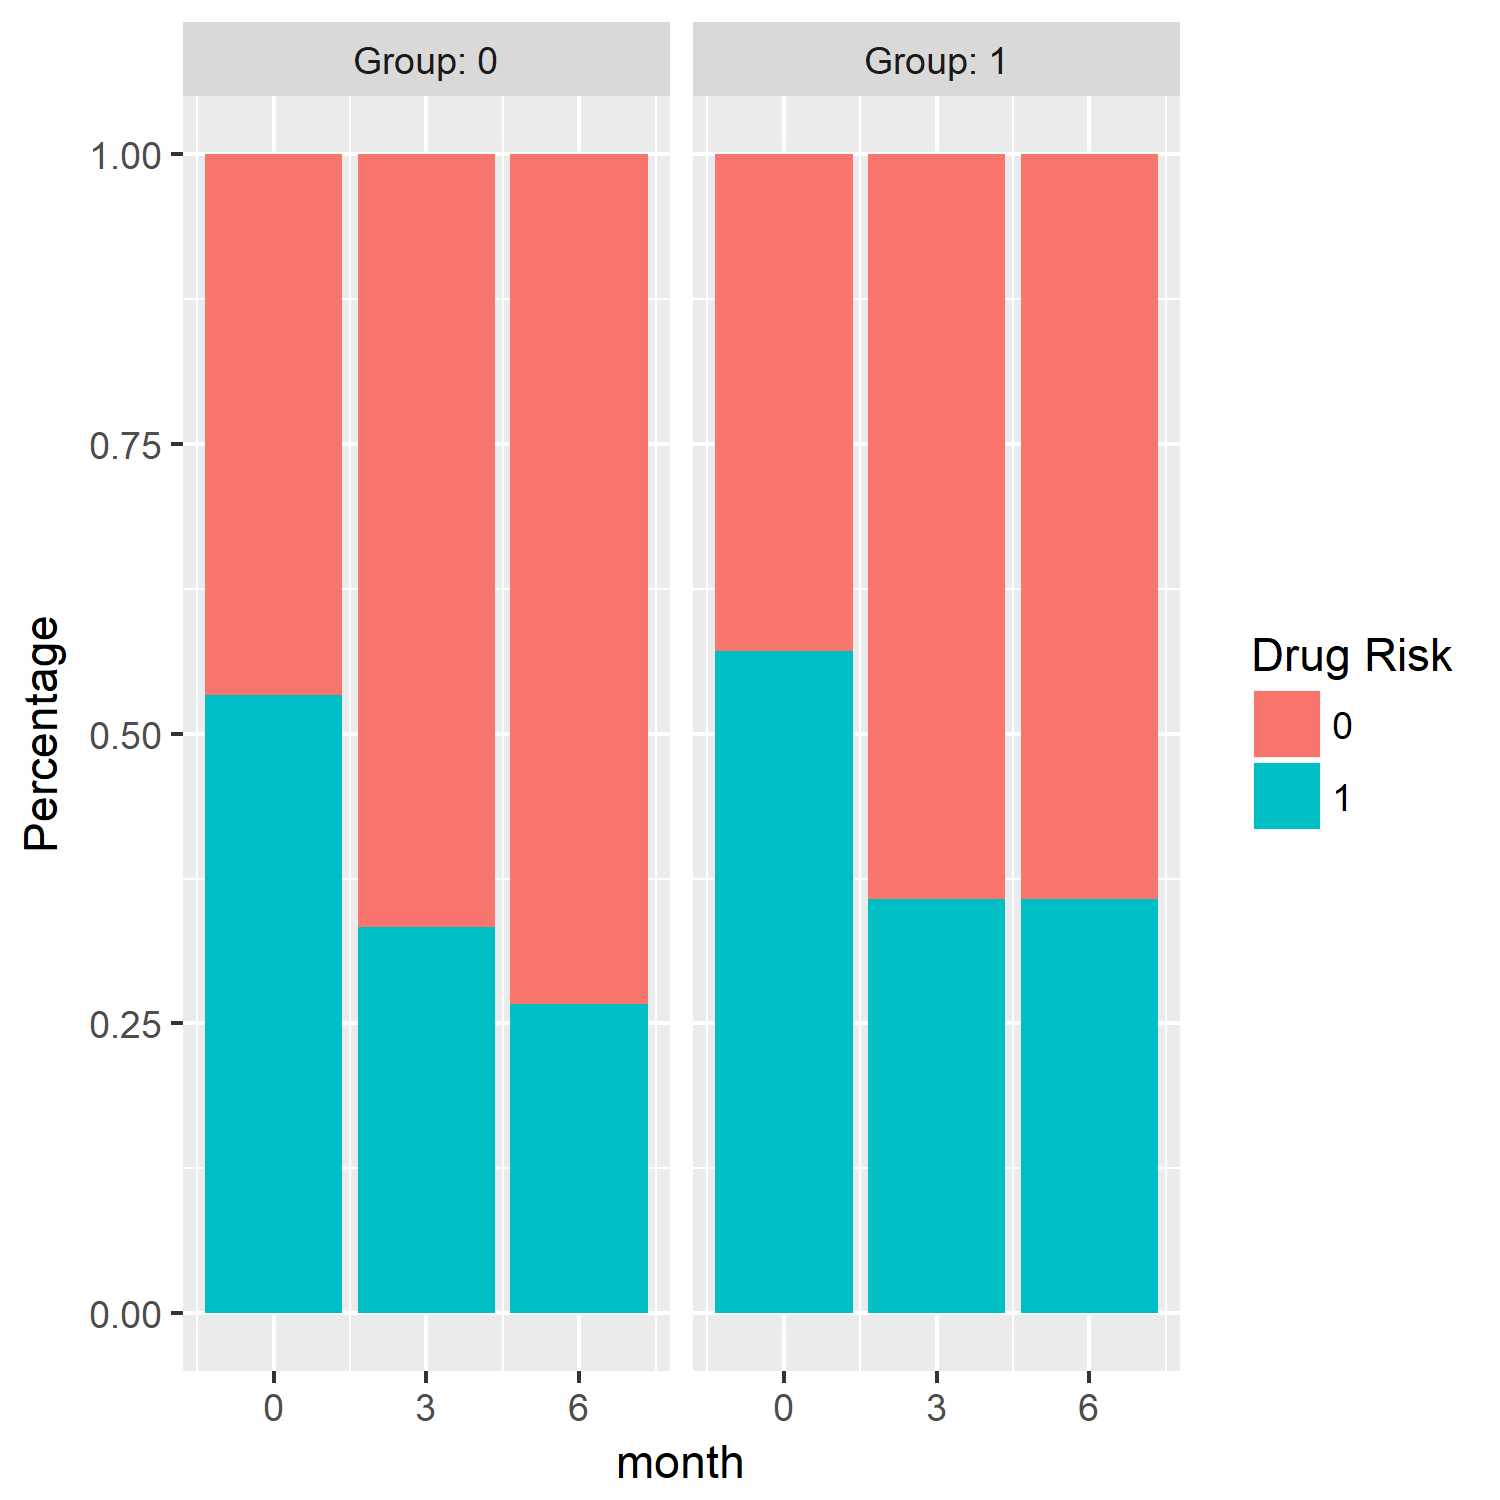 Group: 0
Group: 1
1.00
0.75
0.50
0.25
0.00
Percentage
0 3 6
0 3 6
month
Drug Risk
0
1